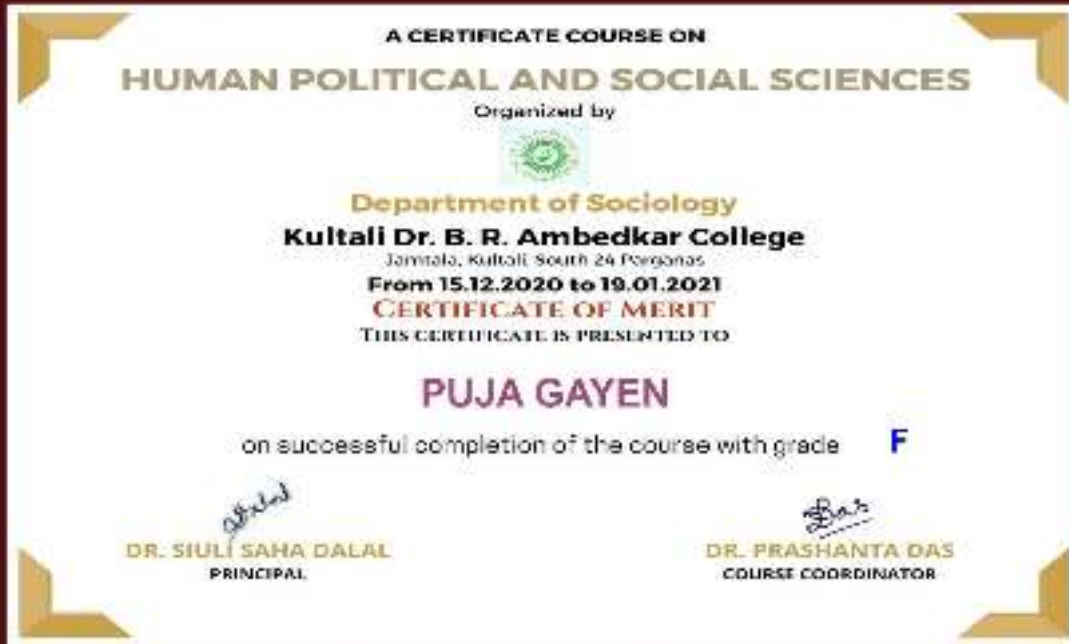 A CERTIFICATE COURSE ON
HUMAN POLITICAL AND SOCIAL SCIENCES
Organized by
Department of Sociology
Kultali Dr. B. R. Ambedkar College
Jamtala, Kultali, South 24 Parganas
From 15.12.2020 to 19.01.2021
CERTIFICATE OF MERIT
THIS CERTIFICATE IS PRESENTED TO
PUJA GAYEN
on successful completion of the course with grade F
DR. SIULI SAHA DALAL
PRINCIPAL
DR. PRASHANTA DAS
COURSE COORDINATOR